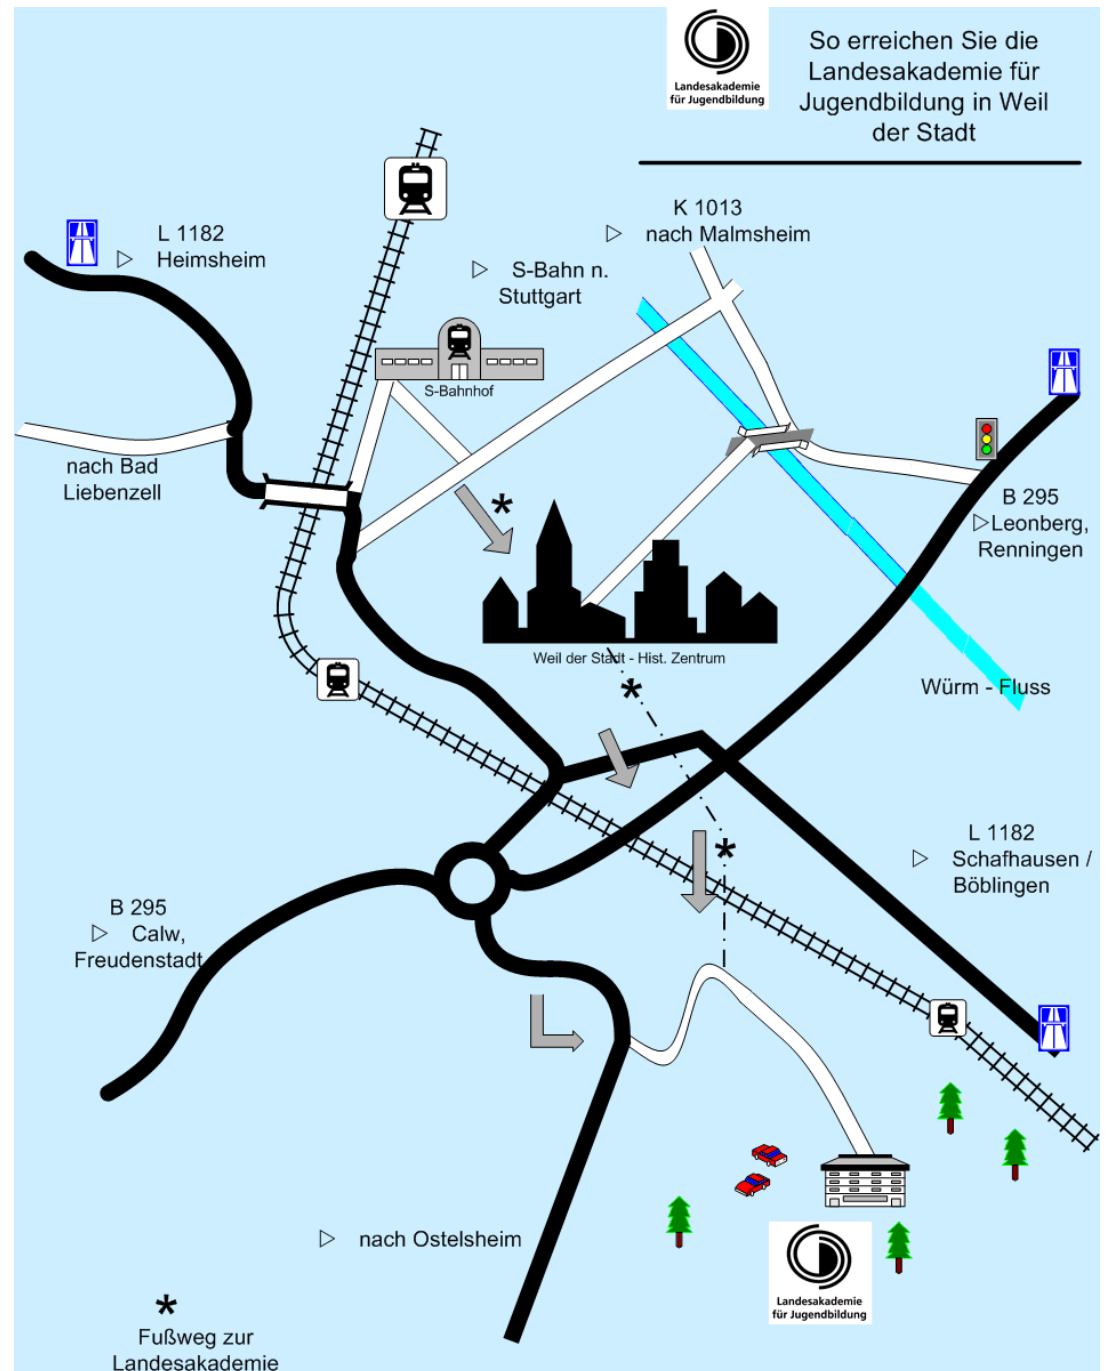 So erreichen Sie die
Landesakademie für
Jugendbildung in Weil
der Stadt
Landesakademie
für Jugendbildung
K 1013
nach Malmsheim
L 1182
Heimsheim
S-Bahn n.
Stuttgart
S-Bahnhof
nach Bad
Liebenzell
B 295
Leonberg,
Renningen
*
Weil der Stadt - Hist. Zentrum
*
Würm - Fluss
*
L 1182
Schafhausen /
Böblingen
B 295
Calw,
Freudenstadt
nach Ostelsheim
Landesakademie
für Jugendbildung
*
Fußweg zur
Landesakademie